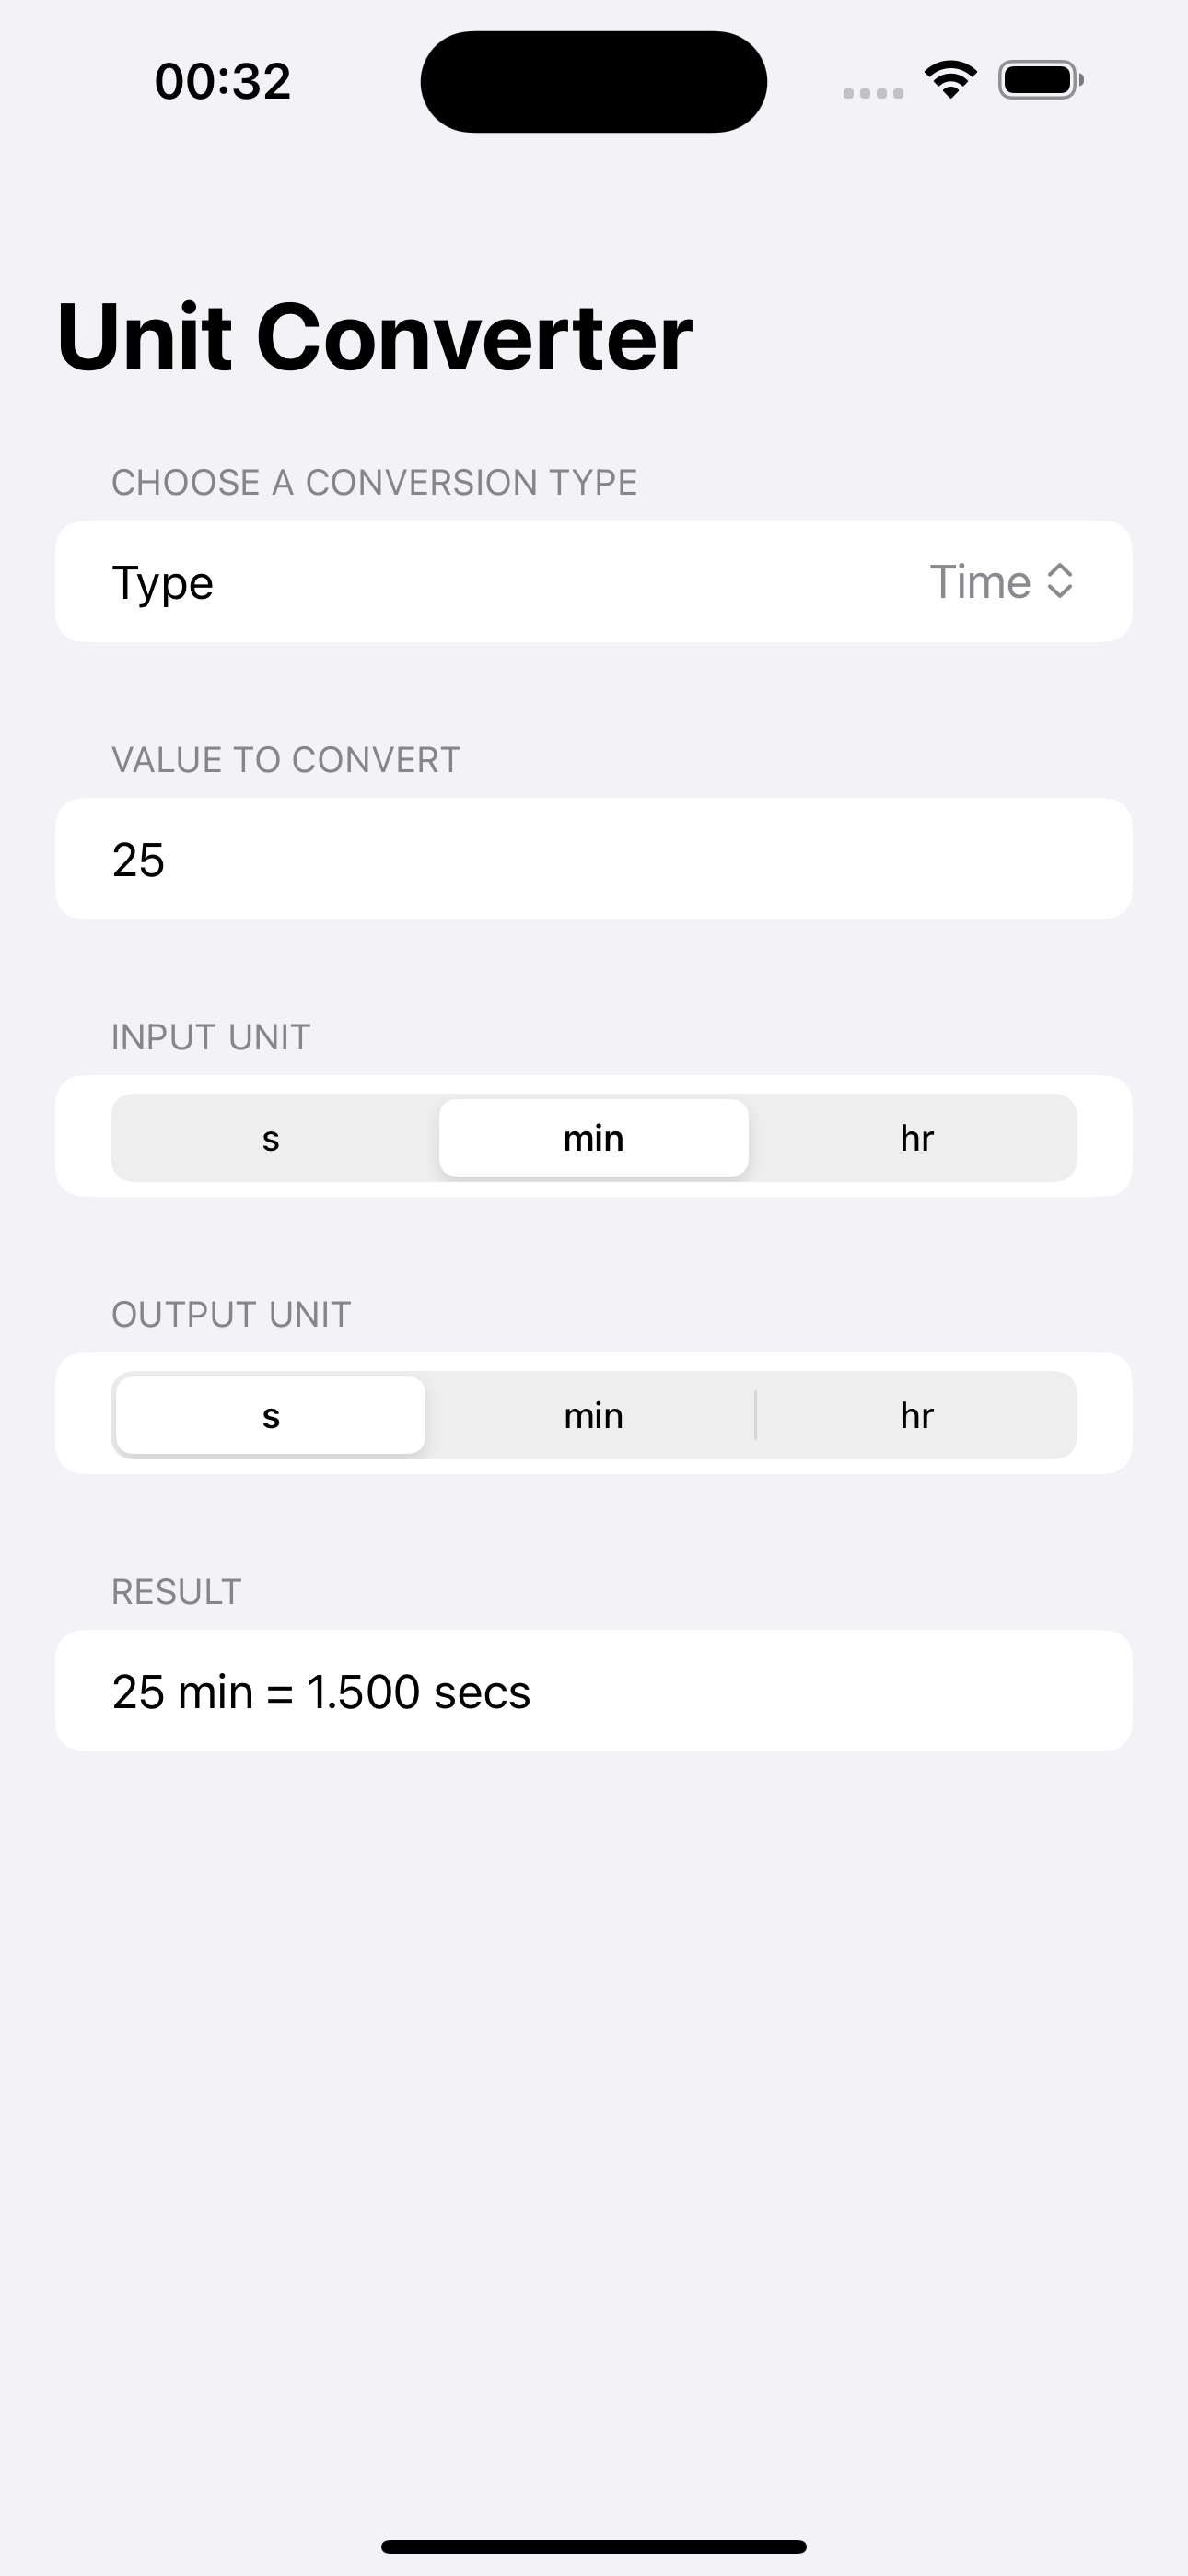 00:32
Unit Converter
CHOOSE A CONVERSION TYPE
Type Time
VALUE TO CONVERT
25
INPUT UNIT
s min hr
OUTPUT UNIT
s min hr
RESULT
25 min = 1.500 secs